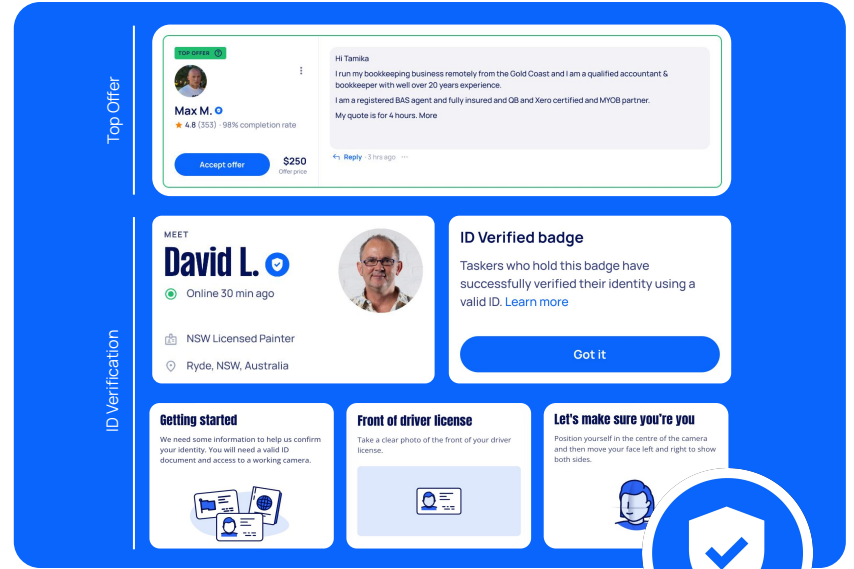 Top Offer
TOP OFFER
Max M.
4.8 (353) · 98% completion rate
Accept offer
$250
Offer price
Hi Tamika
I run my bookkeeping business remotely from the Gold Coast and I am a qualified accountant &
bookkeeper with well over 20 years experience.
I am a registered BAS agent and fully insured and QB and Xero certified and MYOB partner.
My quote is for 4 hours. More
Reply · 3 hrs ago ···
ID Verification
MEET
David L.
Online 30 min ago
NSW Licensed Painter
Ryde, NSW, Australia
ID Verified badge
Taskers who hold this badge have
successfully verified their identity using a
valid ID. Learn more
Got it
Getting started
We need some information to help us confirm
your identity. You will need a valid ID
document and access to a working camera.
Front of driver license
Take a clear photo of the front of your driver
license.
Let's make sure you're you
Position yourself in the centre of the camera
and then move your face left and right to show
both sides.